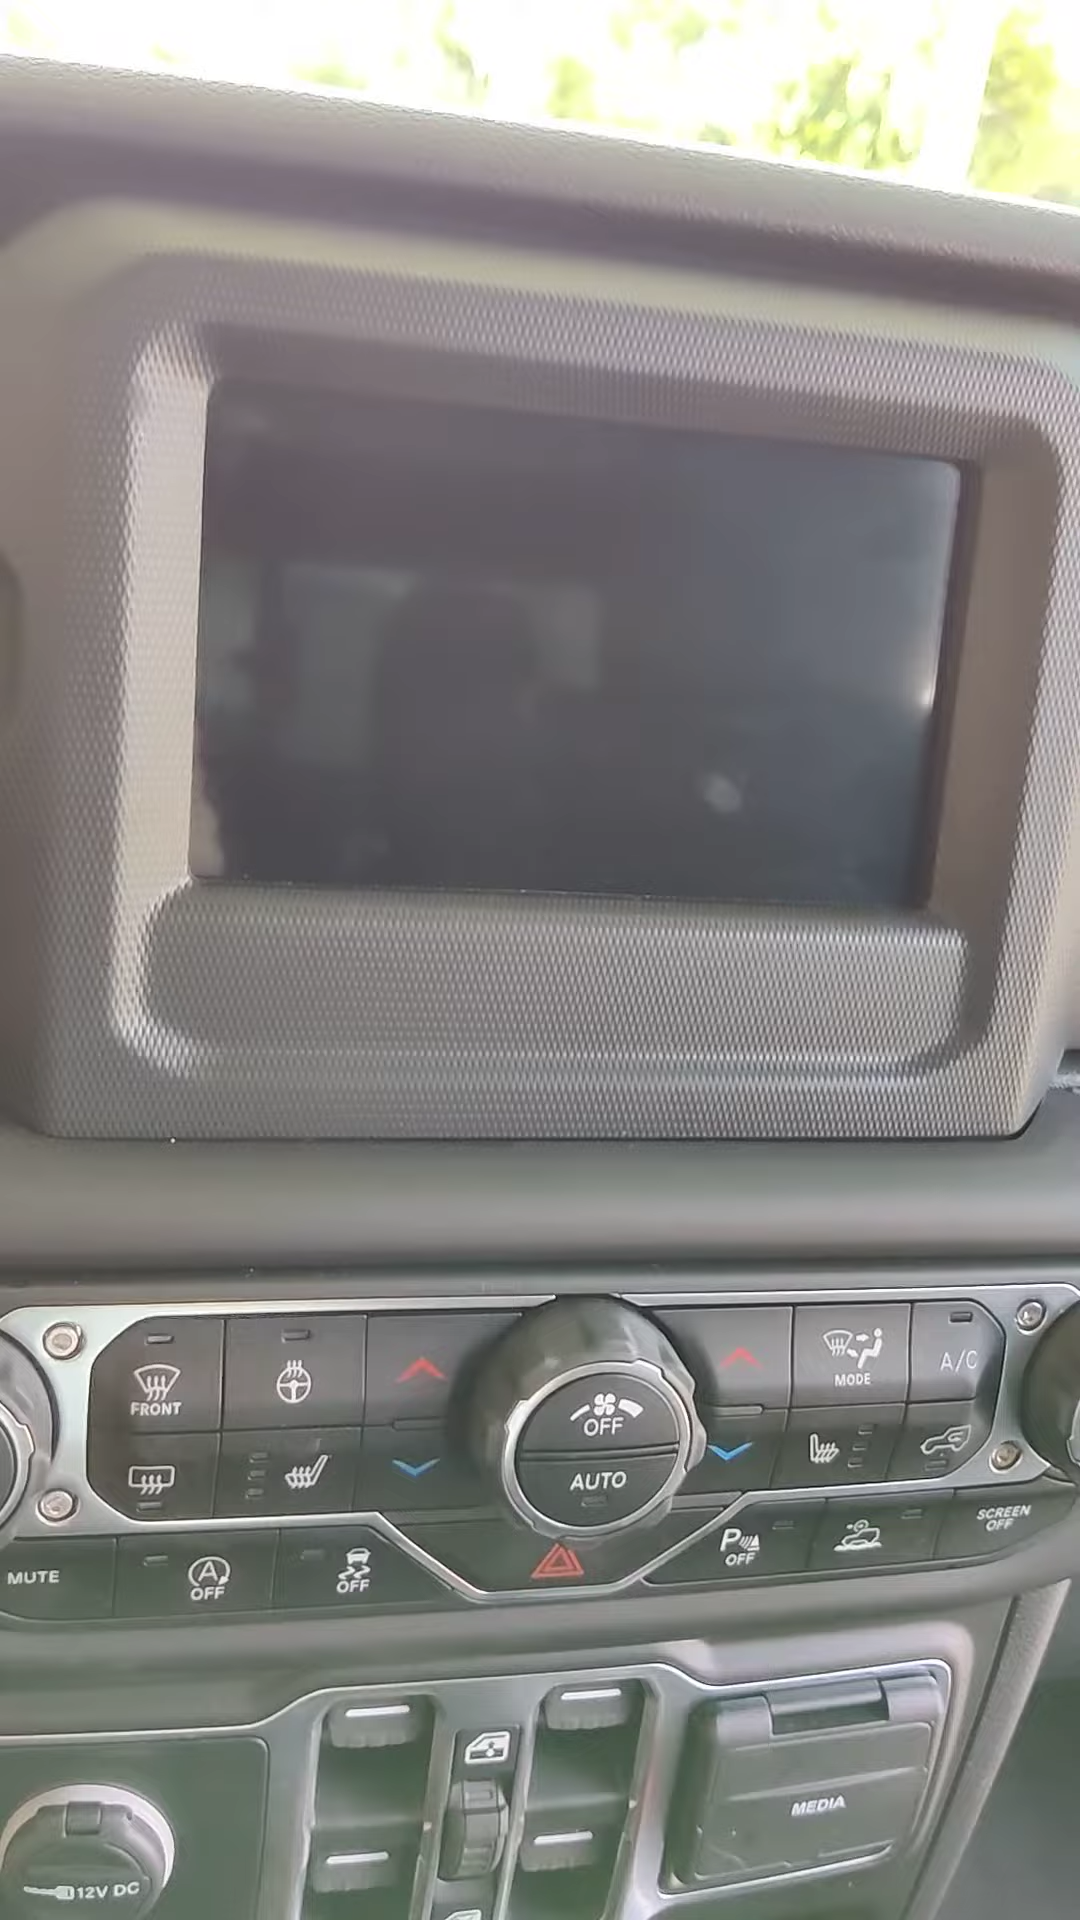 FRONT
OFF
AUTO
MODE
A/C
MUTE
A
OFF
OFF
P
OFF
SCREEN
OFF
MEDIA
12V DC